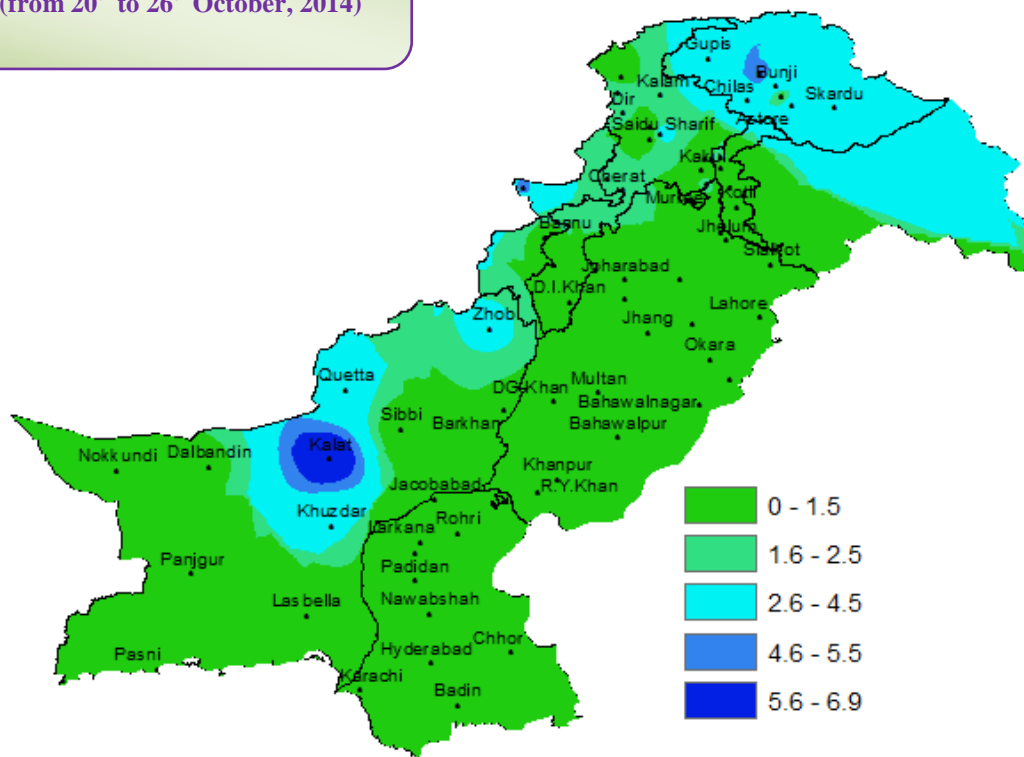 (from 20 to 26 October, 2014)
Gupis
Bunji
Kalam
Chilas
Skardu
Dir
Astore
Saidu Sharif
Kakul
Cherat
Kotli
Murree
Bannu
Jhelum
Sialkot
Joharabad
D.I.Khan
Lahore
Zhob
Jhang
Okara
Quetta
DG Khan
Multan
Bahawalnagar
Sibbi
Barkhan
Bahawalpur
Kalat
Nokkundi
Dalbandin
Khanpur
Jacobabad
R.Y.Khan
0 - 1.5
Khuzdar
Larkana
Rohri
1.6 - 2.5
Panjgur
Padidan
Lasbella
Nawabshah
2.6 - 4.5
Pasni
Hyderabad
Chhor
4.6 - 5.5
Karachi
Badin
5.6 - 6.9